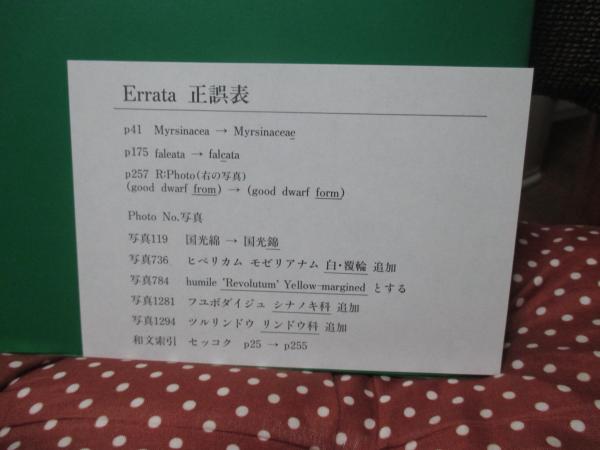 Errata 正誤表
p41 Myrsinacea → Myrsinaceae
p175 faleata → falcata
p257 R:Photo(右の写真)
(good dwarf from) → (good dwarf form)
Photo No.写真
写真119 国光綿 → 国光錦
写真736 ヒペリカム モゼリアナム 白・覆輪 追加
写真784 humile 'Revolutum' Yellow-margined とする
写真1281 フユボダイジュ シナノキ科 追加
写真1294 ツルリンドウ リンドウ科 追加
和文索引 セッコク p25 → p255